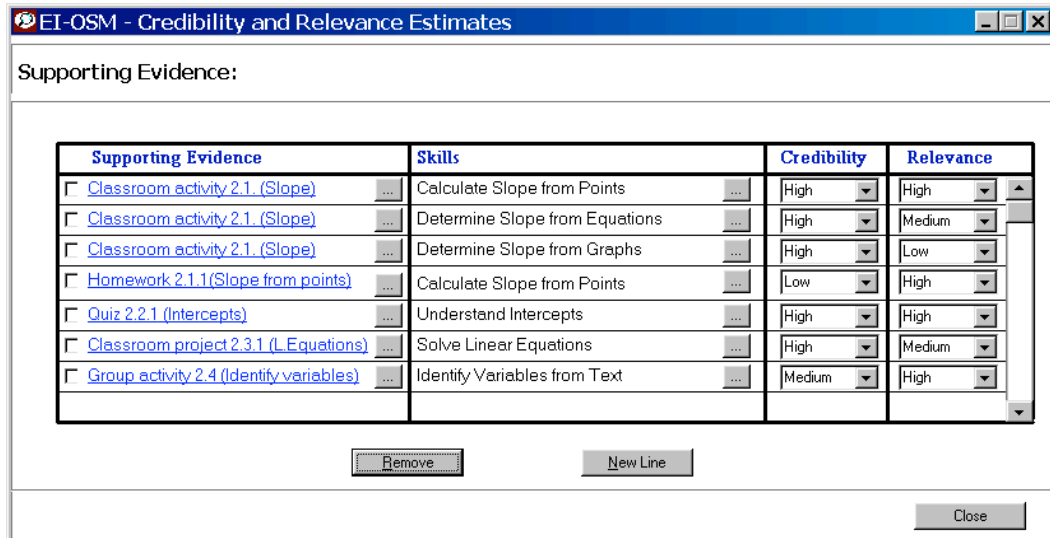 EI-OSM - Credibility and Relevance Estimates
Supporting Evidence:
Supporting Evidence Skills Credibility Relevance
Classroom activity 2.1. (Slope) ... Calculate Slope from Points ... High High
Classroom activity 2.1. (Slope) ... Determine Slope from Equations ... High Medium
Classroom activity 2.1. (Slope) ... Determine Slope from Graphs ... High Low
Homework 2.1.1(Slope from points) ... Calculate Slope from Points ... Low High
Quiz 2.2.1 (Intercepts) ... Understand Intercepts ... High High
Classroom project 2.3.1 (L.Equations) ... Solve Linear Equations ... High Medium
Group activity 2.4 (Identify variables) ... Identify Variables from Text ... Medium High
Remove New Line
Close